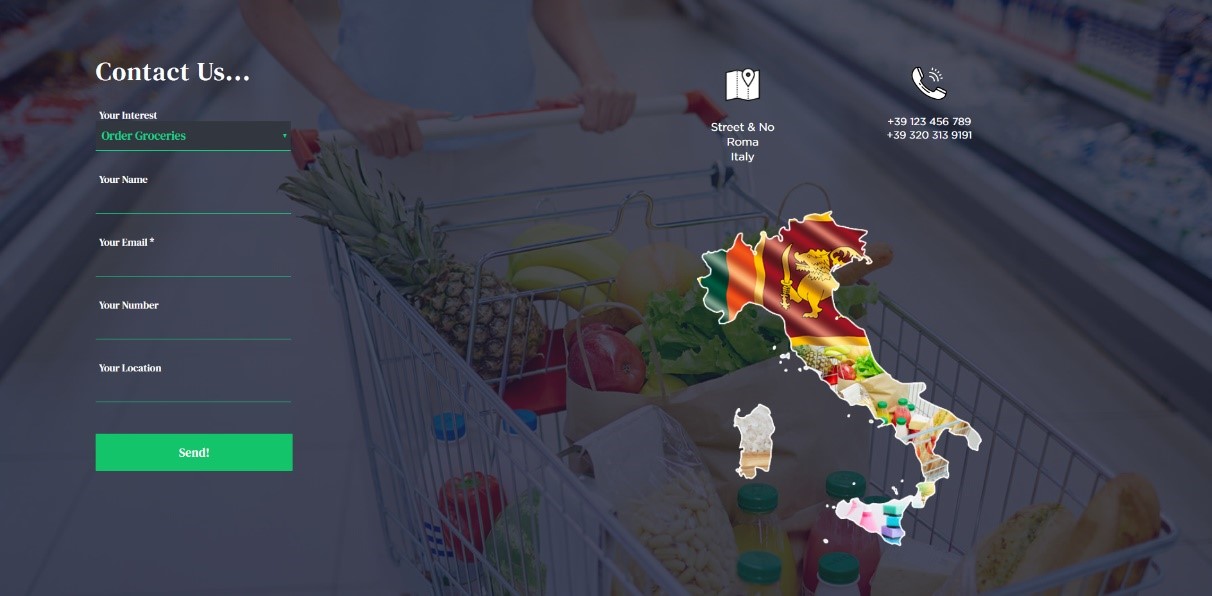 Contact Us...
Your Interest
Order Groceries
Your Name
Your Email *
Your Number
Your Location
Send!
Street & No
Roma
Italy
+39 123 456 789
+39 320 313 9191